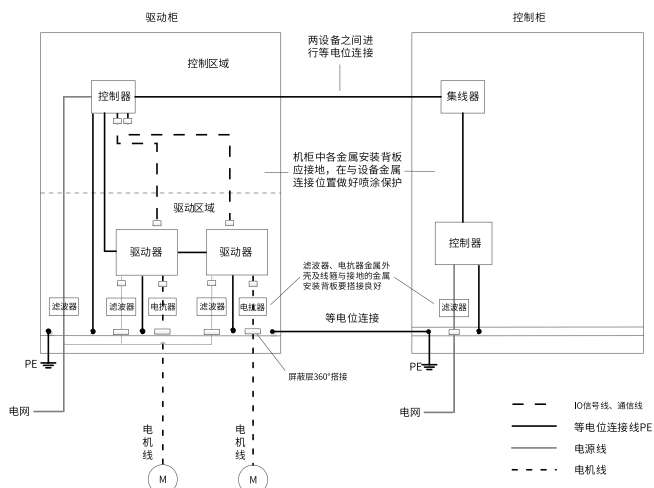 驱动柜
控制柜
两设备之间进
行等电位连接
控制区域
控制器
集线器
机柜中各金属安装背板
应接地，在与设备金属
连接位置做好喷涂保护
驱动区域
驱动器
驱动器
控制器
滤波器、电抗器金属外
壳及线箍与接地的金属
安装背板要搭接良好
滤波器
滤波器
电抗器
滤波器
电抗器
滤波器
等电位连接
PE
PE
屏蔽层360°搭接
电网
电网
电
机
线
电
机
线
M
M
IO信号线、通信线
等电位连接线PE
电源线
电机线